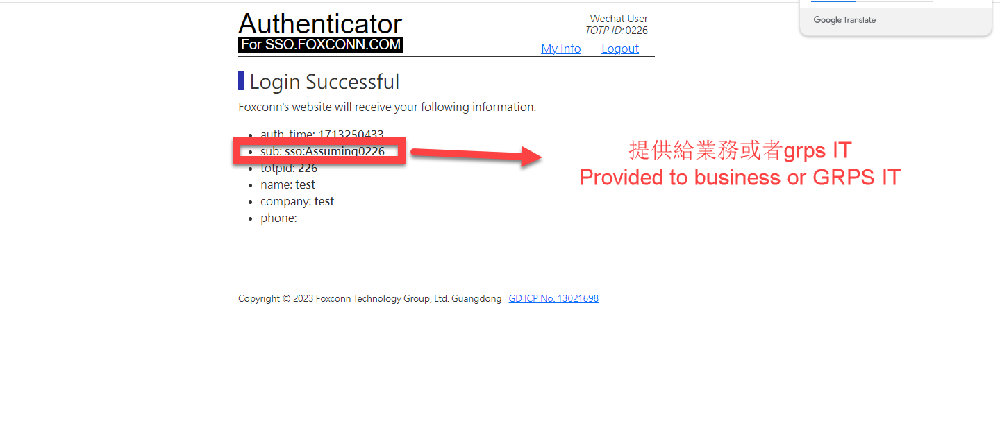 Authenticator
For SSO.FOXCONN.COM
Wechat User
TOTP ID: 0226
My Info Logout
Google Translate
Login Successful
Foxconn's website will receive your following information.
auth_time: 1713250433
sub: sso:Assuming0226
totpid: 226
name: test
company: test
phone:
提供給業務或者grps IT
Provided to business or GRPS IT
Copyright © 2023 Foxconn Technology Group, Ltd. Guangdong GD ICP No. 13021698